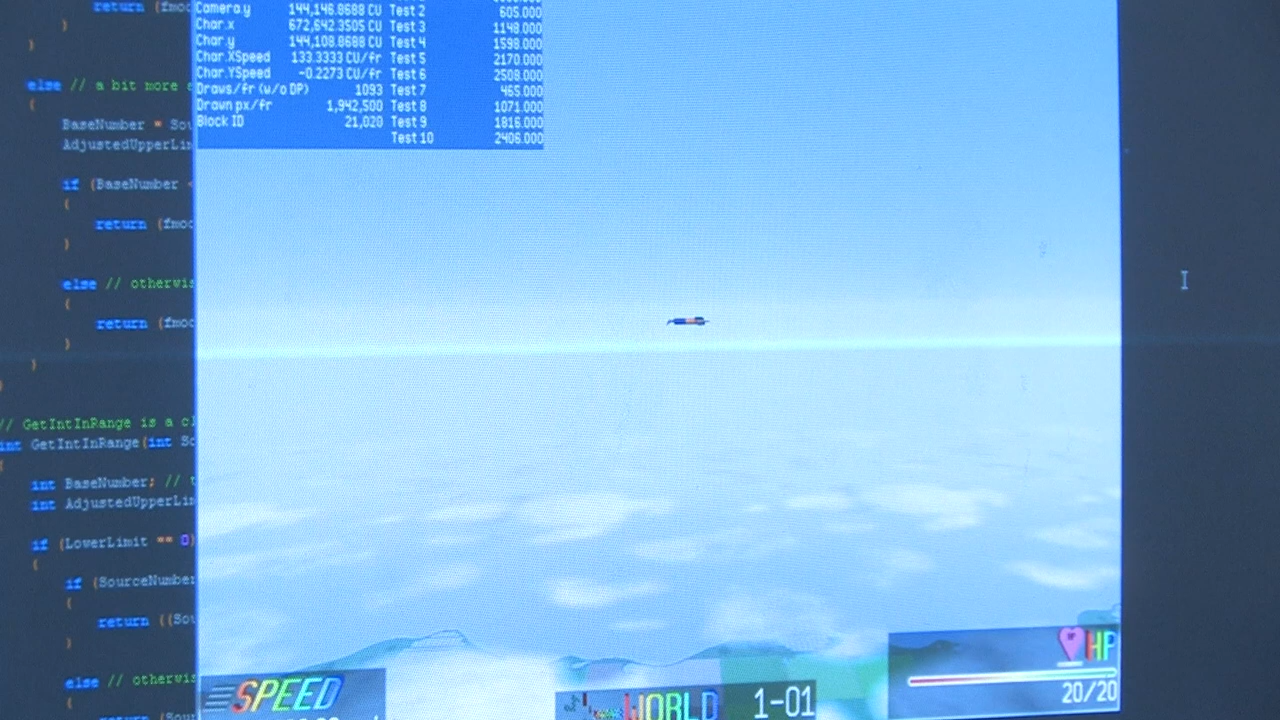 return (fmod
)
)
else // a bit more
(
BaseNumber = Sou
AdjustedUpperLim
if (BaseNumber <
(
return (fmod
)
else // otherwis
(
return (fmod
)
)
)
// GetIntInRange is a cl
int GetIntInRange(int So
(
int BaseNumber; // t
int AdjustedUpperLim
if (LowerLimit == 0)
(
if (SourceNumber
(
return ((Sou
)
else // otherwis
(
return (Sou
Camera.y 144,146.8688 CU Test 2 605.000
Char.x 672,642.3505 CU Test 3 1148.000
Char.y 144,108.8688 CU Test 4 1598.000
Char.XSpeed 133.3333 CU/fr Test 5 2170.000
Char.YSpeed -0.2273 CU/fr Test 6 2508.000
Draws/fr (w/o DP) 1093 Test 7 465.000
Drawn px/fr 1,942,500 Test 8 1071.000
Block ID 21,020 Test 9 1816.000
Test 10 2406.000
SPEED
WORLD 1-01
HP
20/20